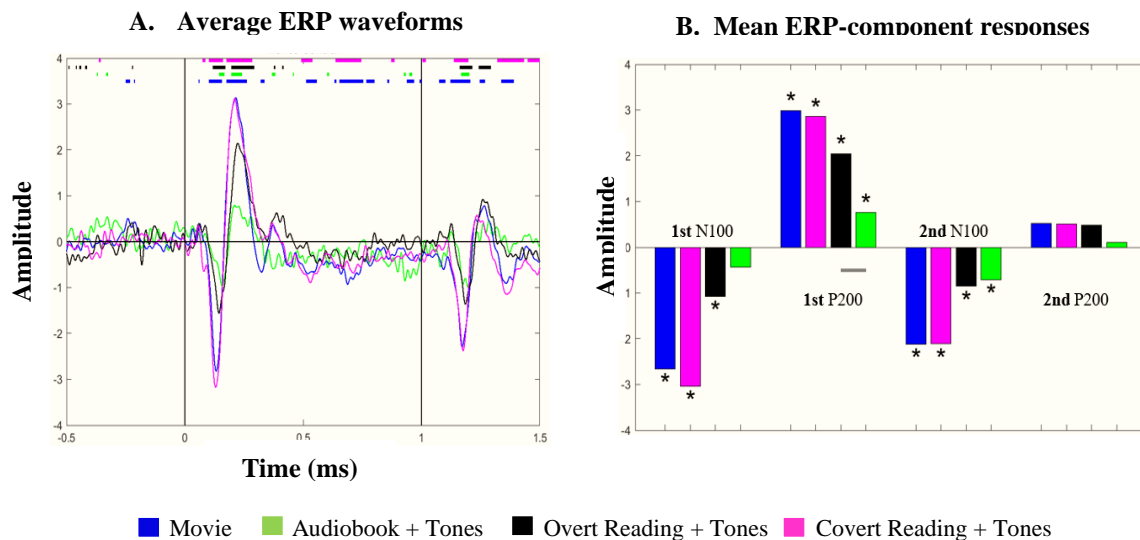 A. Average ERP waveforms
4
3
2
1
0
-1
-2
-3
-4
-0.5 0 0.5 1 1.5
Amplitude
Time (ms)
B. Mean ERP-component responses
4
3
2
1
0
1
-2
-3
-4
Amplitude
* * * *
1st N100
2nd N100
1st P200
2nd P200
* * *
* * * *
Movie Audiobook + Tones Overt Reading + Tones Covert Reading + Tones